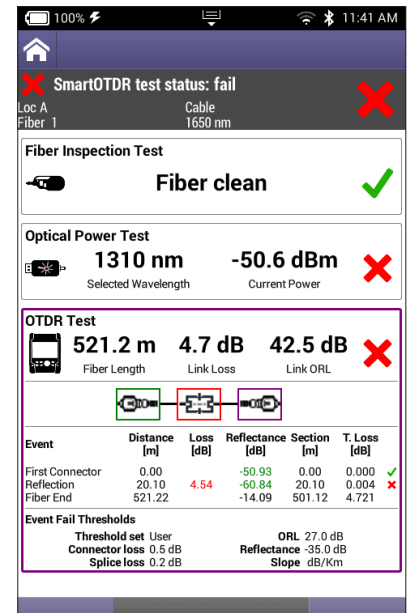 100% 11:41 AM
SmartOTDR test status: fail
Loc A Cable
Fiber 1 1650 nm
Fiber Inspection Test
Fiber clean
Optical Power Test
1310 nm -50.6 dBm
Selected Wavelength Current Power
OTDR Test
521.2 m 4.7 dB 42.5 dB
Fiber Length Link Loss Link ORL
Event Distance [m] Loss [dB] Reflectance [dB] Section [m] T. Loss [dB]
First Connector 0.00 -50.93 0.00 0.000
Reflection 20.10 4.54 -60.84 20.10 0.004
Fiber End 521.22 -14.09 501.12 4.721
Event Fail Thresholds
Threshold set User ORL 27.0 dB
Connector loss 0.5 dB Reflectance -35.0 dB
Splice loss 0.2 dB Slope dB/Km